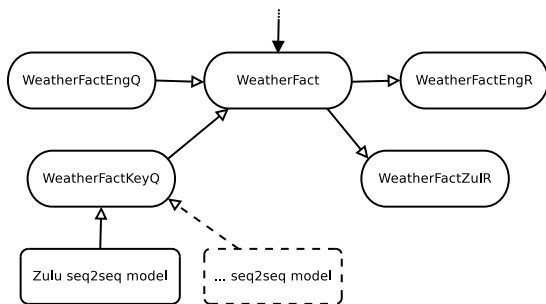 ...
WeatherFactEngQ
WeatherFact
WeatherFactEngR
WeatherFactKeyQ
WeatherFactZulR
Zulu seq2seq model
... seq2seq model